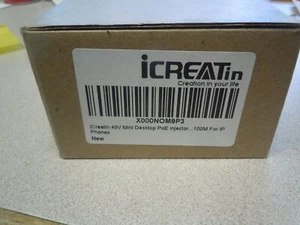 iCREATin
Creation in your life
X000NOM9P3
iCreatin 48V Mini Desktop PoE Injector , 100M For IP
Phones
New